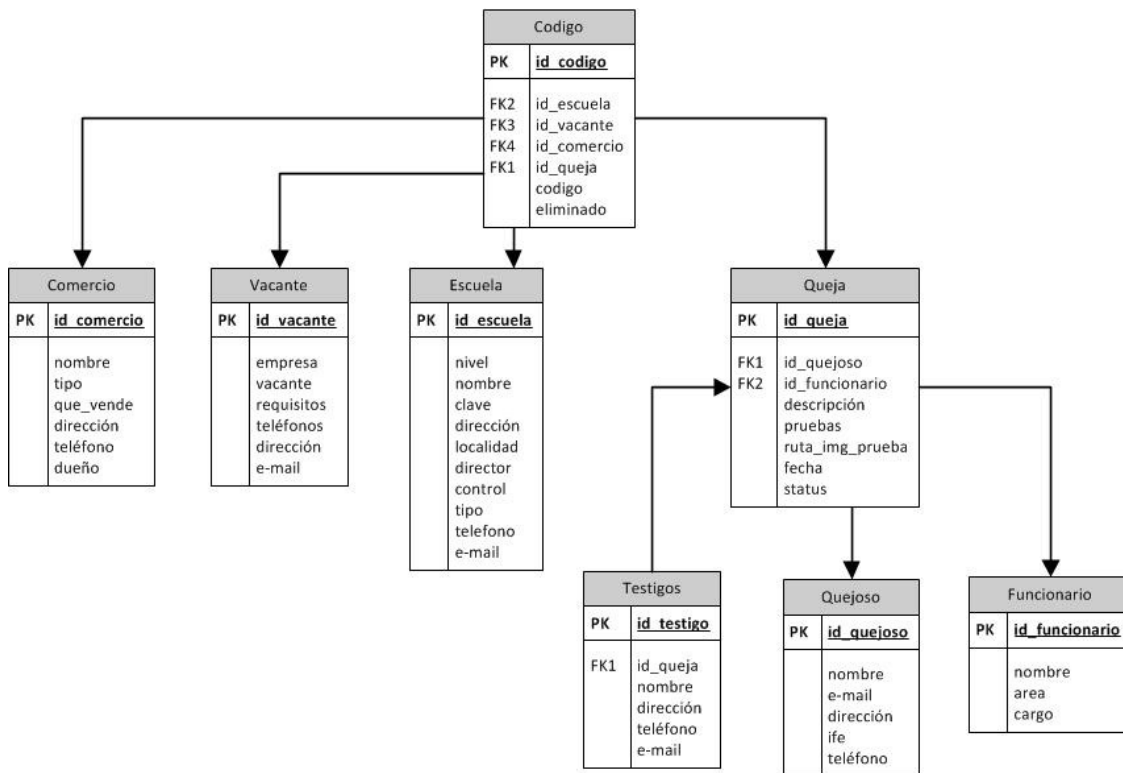 Codigo
PK id_codigo
FK2 id_escuela
FK3 id_vacante
FK4 id_comercio
FK1 id_queja
codigo
eliminado
Comercio
PK id_comercio
nombre
tipo
que_vende
dirección
teléfono
dueño
Vacante
PK id_vacante
empresa
vacante
requisitos
teléfonos
dirección
e-mail
Escuela
PK id_escuela
nivel
nombre
clave
dirección
localidad
director
control
tipo
telefono
e-mail
Queja
PK id_queja
FK1 id_quejoso
FK2 id_funcionario
descripción
pruebas
ruta_img_prueba
fecha
status
Testigos
PK id_testigo
FK1 id_queja
nombre
dirección
teléfono
e-mail
Quejoso
PK id_quejoso
nombre
e-mail
dirección
ife
teléfono
Funcionario
PK id_funcionario
nombre
area
cargo